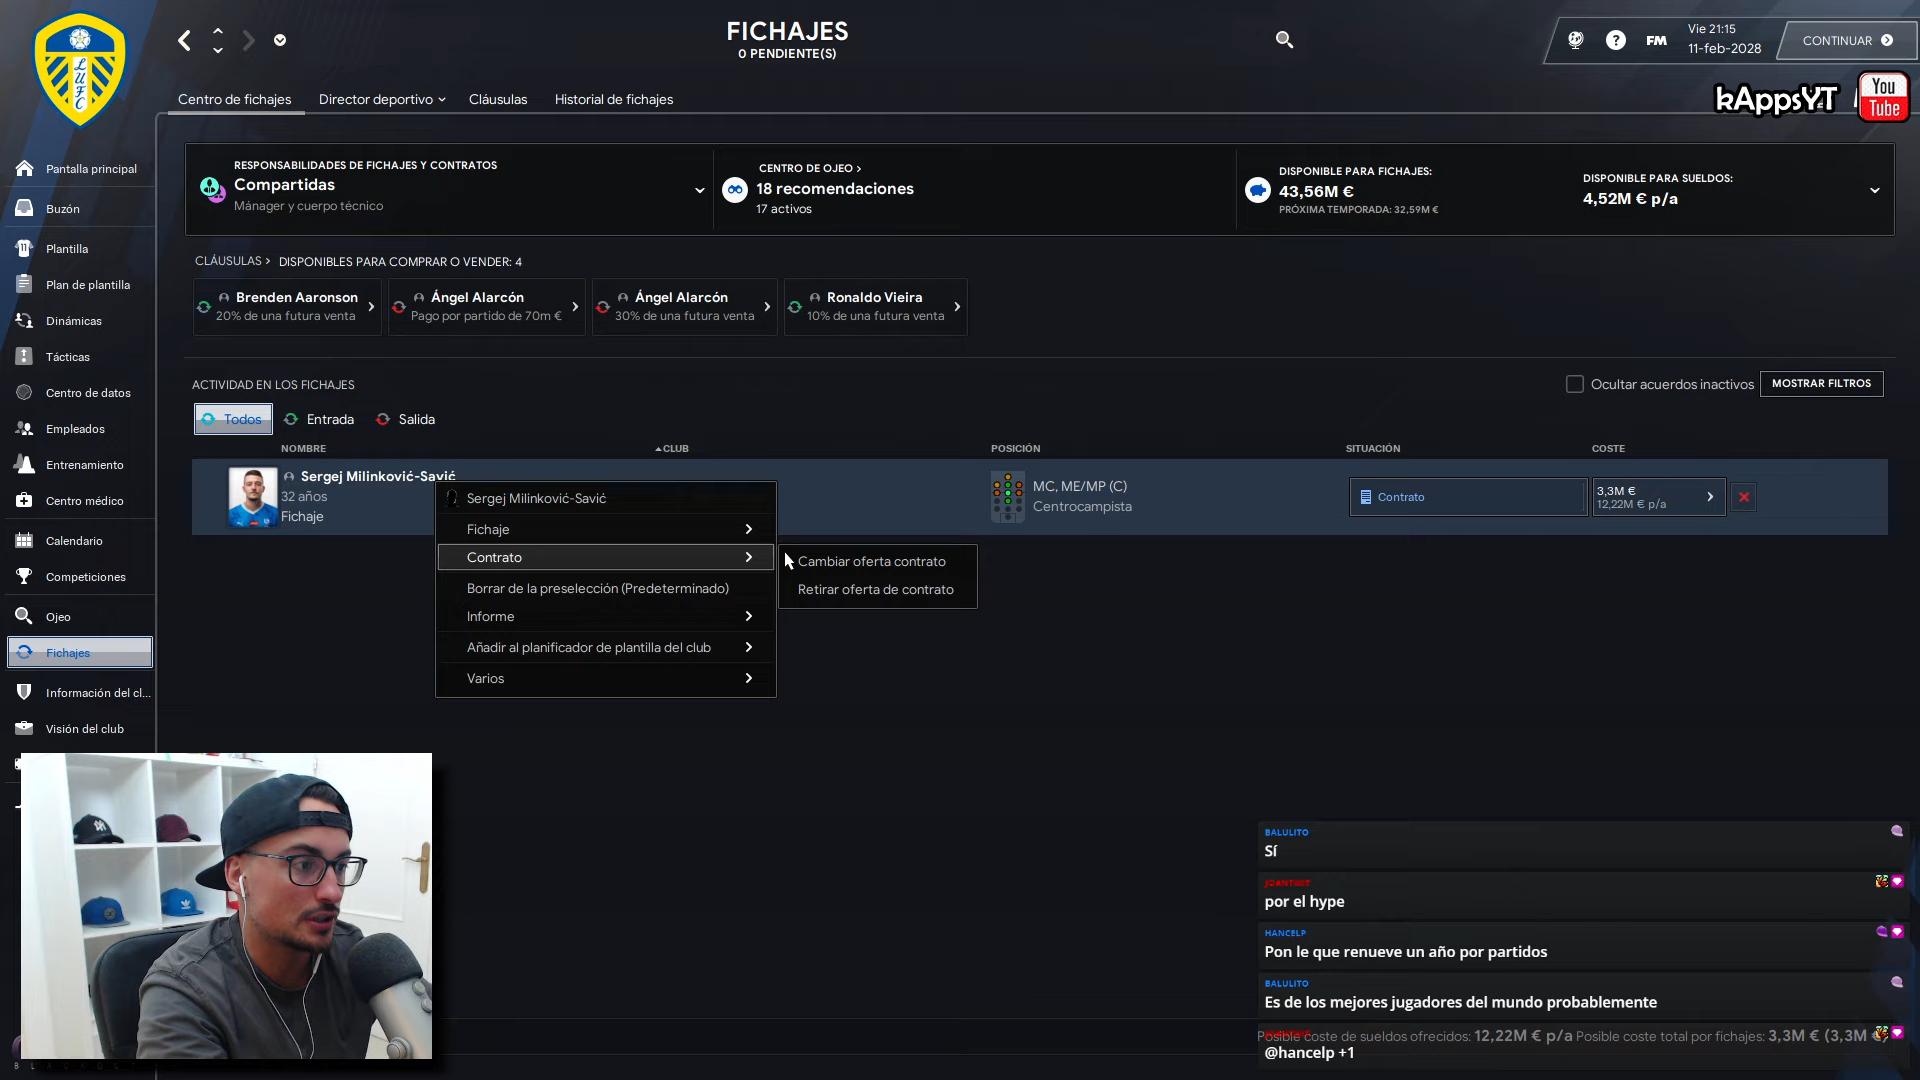 FICHAJES
0 PENDIENTE(S)
FM
Vie 21:15
11-feb-2028
CONTINUAR
LUFC
Centro de fichajes
Director deportivo
Cláusulas
Historial de fichajes
kAppsYT
You
Tube
Pantalla principal
Buzón
Plantilla
Plan de plantilla
Dinámicas
Tácticas
Centro de datos
Empleados
Entrenamiento
Centro médico
Calendario
Competiciones
Ojeo
Fichajes
Información del cl...
Visión del club
RESPONSABILIDADES DE FICHAJES Y CONTRATOS
Compartidas
Mánager y cuerpo técnico
CENTRO DE OJEO >
18 recomendaciones
17 activos
DISPONIBLE PARA FICHAJES:
43,56M €
PRÓXIMA TEMPORADA: 32,59M €
DISPONIBLE PARA SUELDOS:
4,52M € p/a
CLÁUSULAS > DISPONIBLES PARA COMPRAR O VENDER: 4
Brenden Aaronson
20% de una futura venta
Ángel Alarcón
Pago por partido de 70m €
Ángel Alarcón
30% de una futura venta
Ronaldo Vieira
10% de una futura venta
ACTIVIDAD EN LOS FICHAJES
Ocultar acuerdos inactivos
MOSTRAR FILTROS
Todos
Entrada
Salida
NOMBRE
CLUB
POSICIÓN
SITUACIÓN
COSTE
Sergej Milinković-Savić
32 años
Fichaje
MC, ME/MP (C)
Centrocampista
Contrato
3,3M €
12,22M € p/a
Sergej Milinković-Savić
Fichaje
Contrato
Borrar de la preselección (Predeterminado)
Informe
Añadir al planificador de plantilla del club
Varios
Cambiar oferta contrato
Retirar oferta de contrato
BALULITO
Sí
por el hype
HANCELP
Pon le que renueve un año por partidos
BALULITO
Es de los mejores jugadores del mundo probablemente
Posible coste de sueldos ofrecidos: 12,22M € p/a Posible coste total por fichajes: 3,3M € (3,3M €)
@hancelp +1